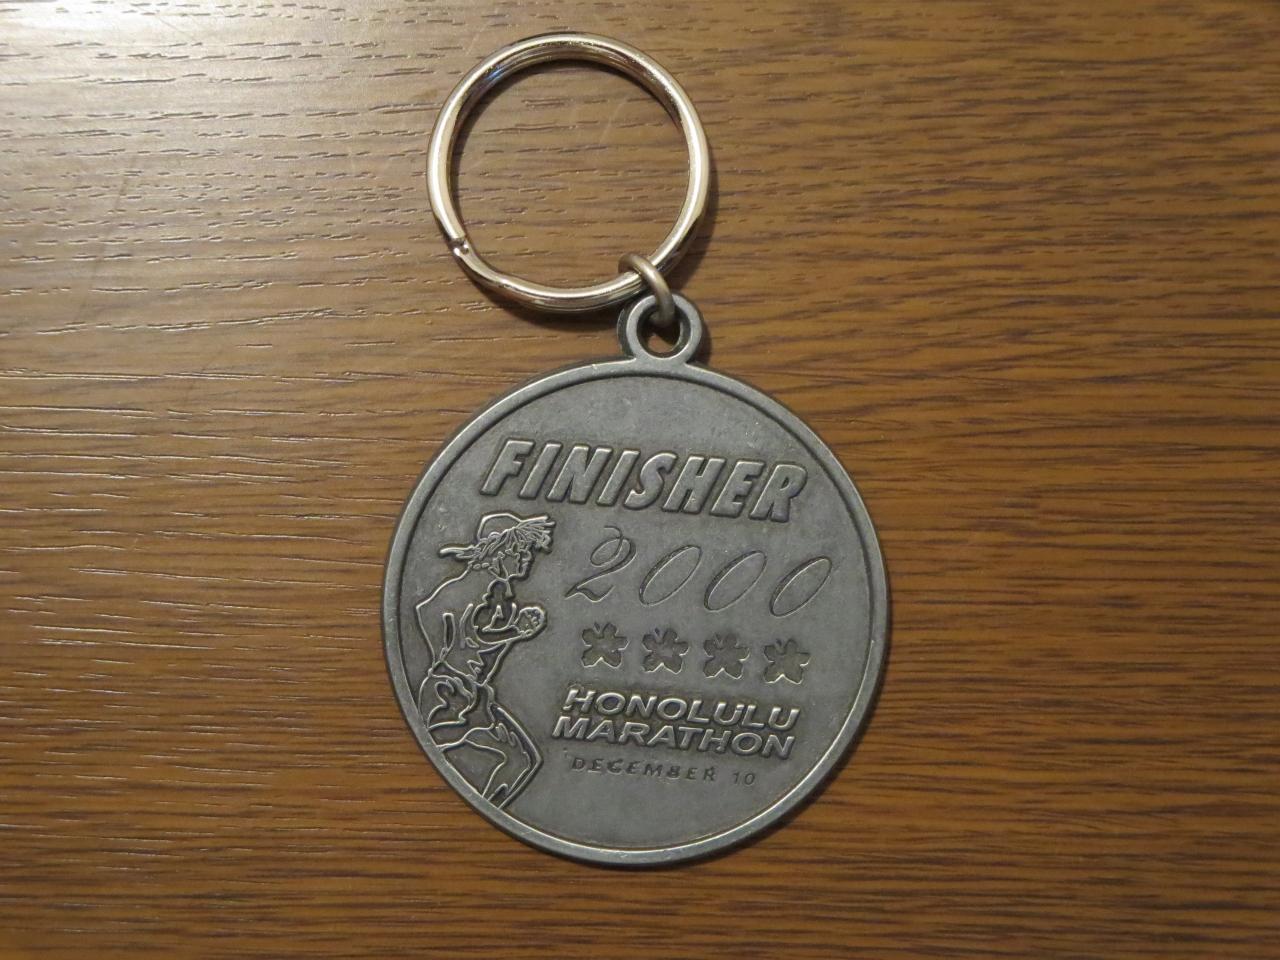 FINISHER
2000
HONOLULU
MARATHON
DECEMBER 10